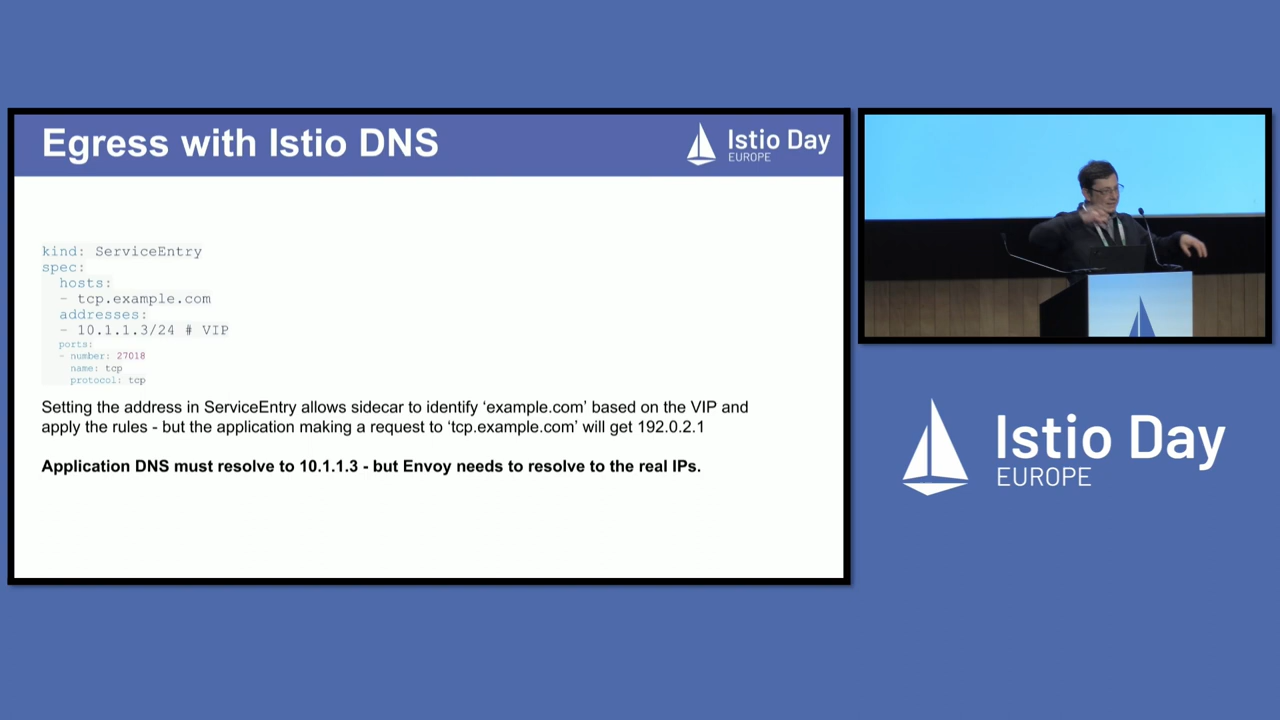 Egress with Istio DNS
Istio Day
EUROPE
kind: ServiceEntry
spec:
hosts:
- tcp.example.com
addresses:
- 10.1.1.3/24 # VIP
ports:
- number: 27018
name: tcp
protocol: tcp
Setting the address in ServiceEntry allows sidecar to identify ‘example.com’ based on the VIP and
apply the rules - but the application making a request to ‘tcp.example.com’ will get 192.0.2.1
Application DNS must resolve to 10.1.1.3 - but Envoy needs to resolve to the real IPs.
Istio Day
EUROPE